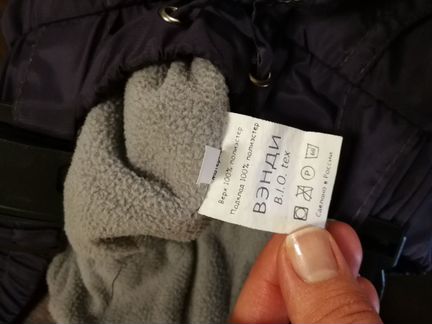 Верх 100% полиэстер
Подклад 100% полиэстер
ВЭНДИ
B.I.O. tex
Сделано в России